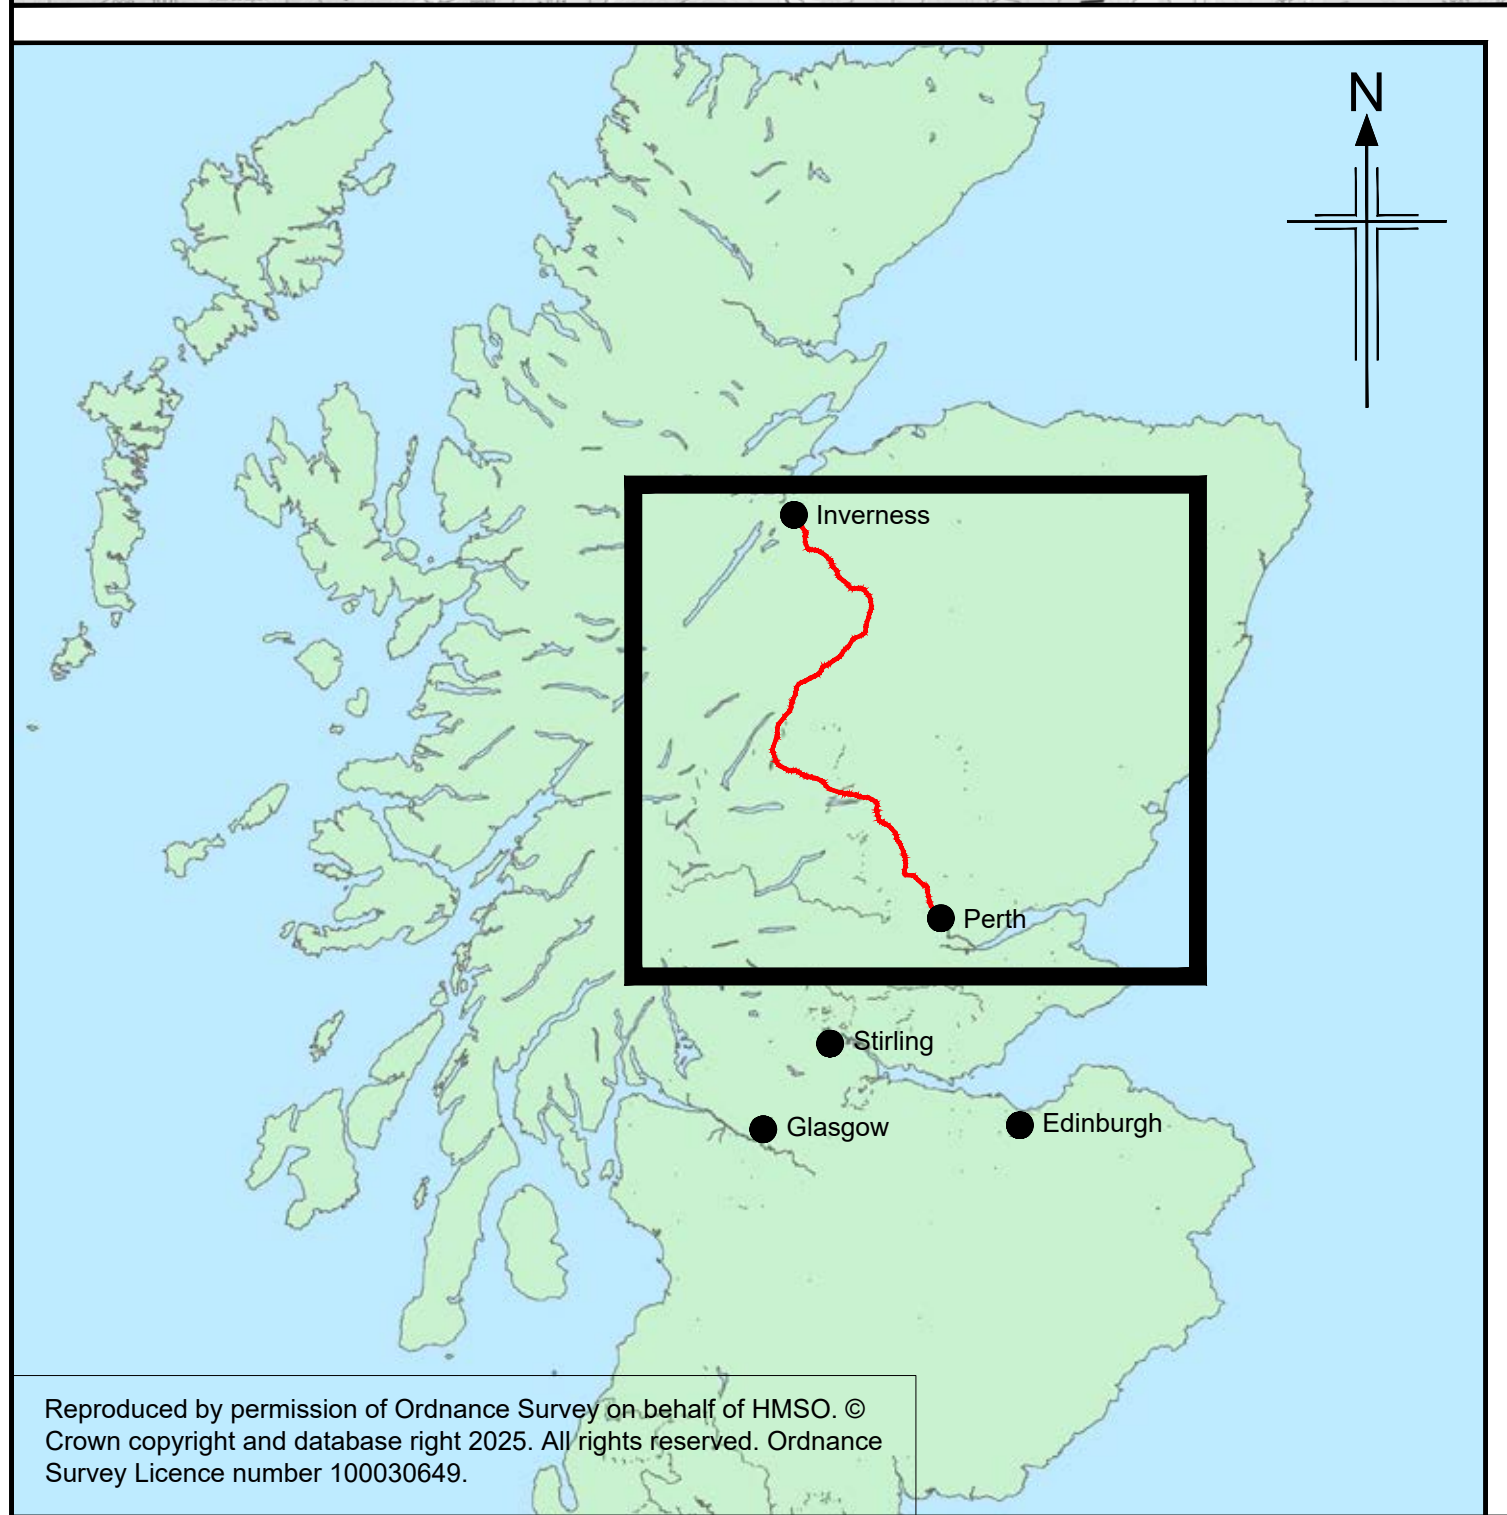 N
Inverness
Perth
Stirling
Glasgow
Edinburgh
Reproduced by permission of Ordnance Survey on behalf of HMSO. ©
Crown copyright and database right 2025. All rights reserved. Ordnance
Survey Licence number 100030649.